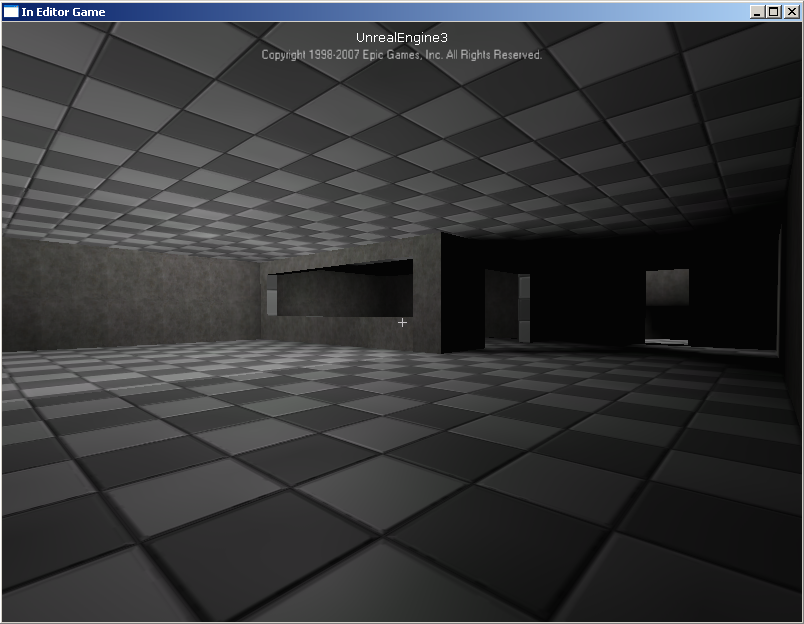 In Editor Game
UnrealEngine3
Copyright 1998-2007 Epic Games, Inc. All Rights Reserved.